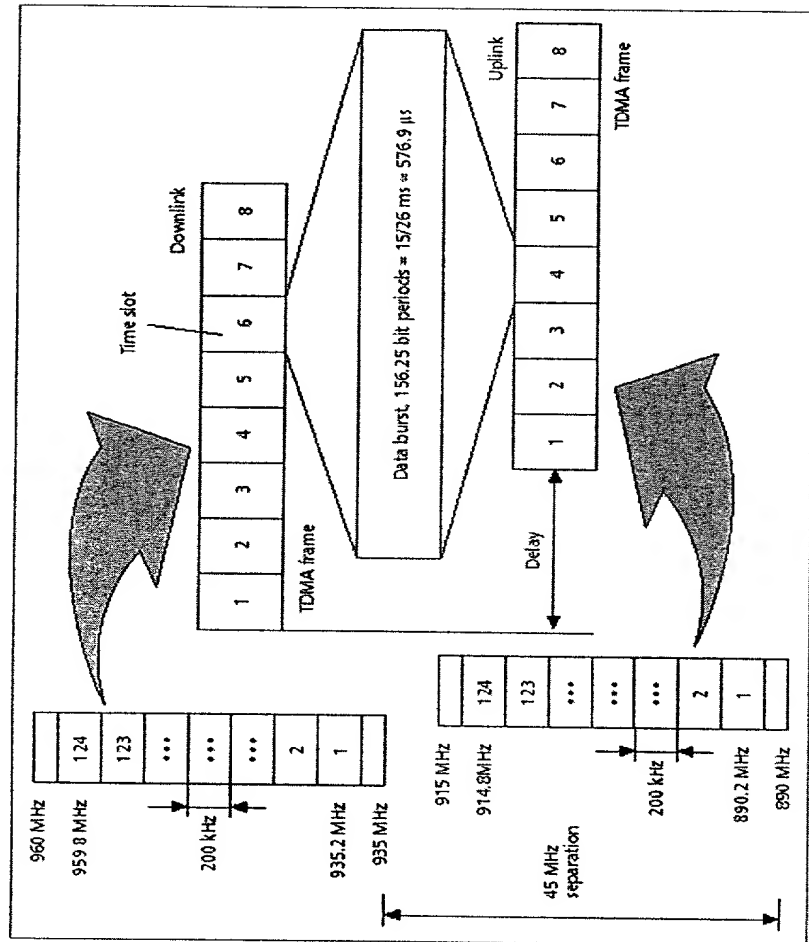 960 MHz
959.8 MHz
200 kHz
935.2 MHz
935 MHz
124
123
•••
•••
•••
2
1
45 MHz
separation
915 MHz
914.8MHz
200 kHz
890.2 MHz
890 MHz
124
123
•••
•••
•••
2
1
Time slot
Downlink
1 2 3 4 5 6 7 8
TDMA frame
Data burst, 156.25 bit periods = 15/26 ms = 576.9 µs
Delay
Uplink
1 2 3 4 5 6 7 8
TDMA frame